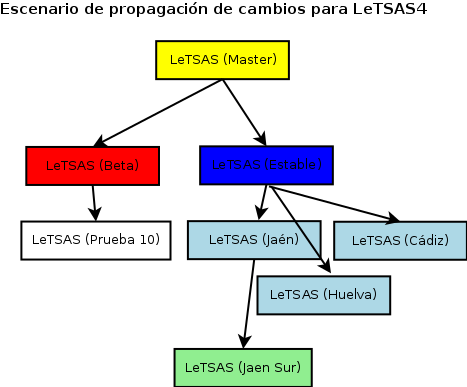 Escenario de propagación de cambios para LeTSAS4
LeTSAS (Master)
LeTSAS (Beta)
LeTSAS (Estable)
LeTSAS (Prueba 10)
LeTSAS (Jaén)
LeTSAS (Cádiz)
LeTSAS (Huelva)
LeTSAS (Jaen Sur)